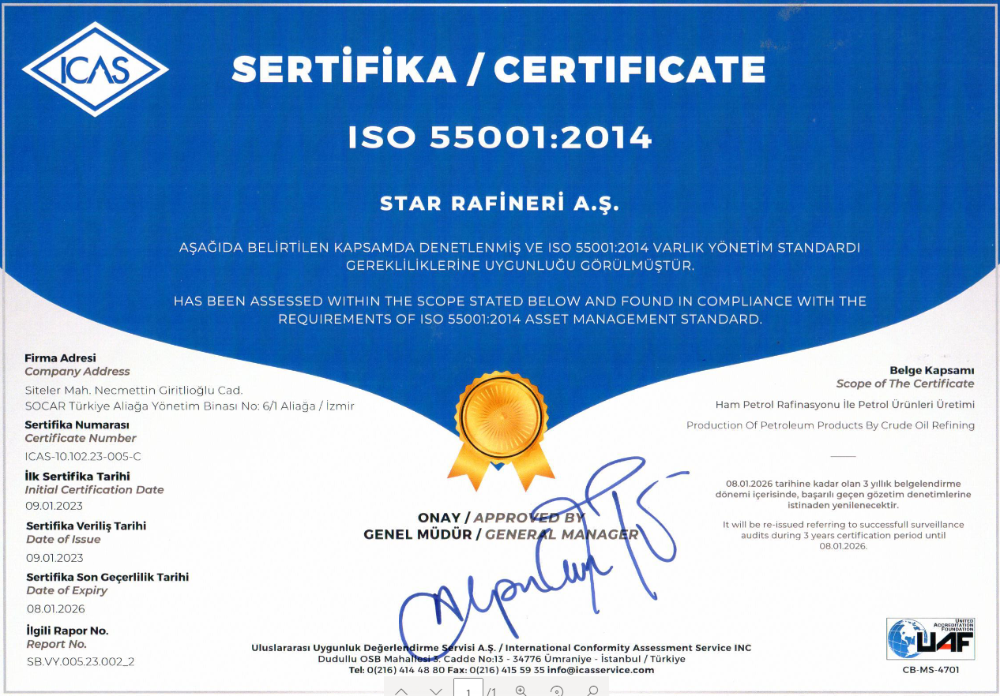 ICAS
SERTİFİKA / CERTIFICATE
ISO 55001:2014
STAR RAFİNERİ A.Ş.
AŞAĞIDA BELİRTİLEN KAPSAMDA DENETLENMİŞ VE ISO 55001:2014 VARLIK YÖNETİM STANDARDI
GEREKLİLİKLERİNE UYGUNLUĞU GÖRÜLMÜŞTÜR.
HAS BEEN ASSESSED WITHIN THE SCOPE STATED BELOW AND FOUND IN COMPLIANCE WITH THE
REQUIREMENTS OF ISO 55001:2014 ASSET MANAGEMENT STANDARD.
Firma Adresi
Company Address
Siteler Mah. Necmettin Giritlioğlu Cad.
SOCAR Türkiye Aliağa Yönetim Binası No: 6/1 Aliağa / İzmir
Sertifika Numarası
Certificate Number
ICAS-10.102.23-005-C
İlk Sertifika Tarihi
Initial Certification Date
09.01.2023
Sertifika Veriliş Tarihi
Date of Issue
09.01.2023
Sertifika Son Geçerlilik Tarihi
Date of Expiry
08.01.2026
İlgili Rapor No.
Report No.
SB.VY.005.23.002_2
Belge Kapsamı
Scope of The Certificate
Ham Petrol Rafinasyonu İle Petrol Ürünleri Üretimi
Production Of Petroleum Products By Crude Oil Refining
08.01.2026 tarihine kadar olan 3 yıllık belgelendirme
dönemi içerisinde, başarılı geçen gözetim denetimlerine
istinaden yenilenecektir.
It will be re-issued referring to successfull surveillance
audits during 3 years certification period until
08.01.2026.
ONAY / APPROVED BY
GENEL MÜDÜR / GENERAL MANAGER
Uluslararası Uygunluk Değerlendirme Servisi A.Ş. / International Conformity Assessment Service INC
Dudullu OSB Mahallesi 3. Cadde No:13 - 34776 Ümraniye - İstanbul / Türkiye
Tel: 0(216) 414 48 80 Fax: 0(216) 415 59 35 info@icasservice.com
UNITED
ACCREDITATION
FOUNDATION
UAF
CB-MS-4701
1 /1